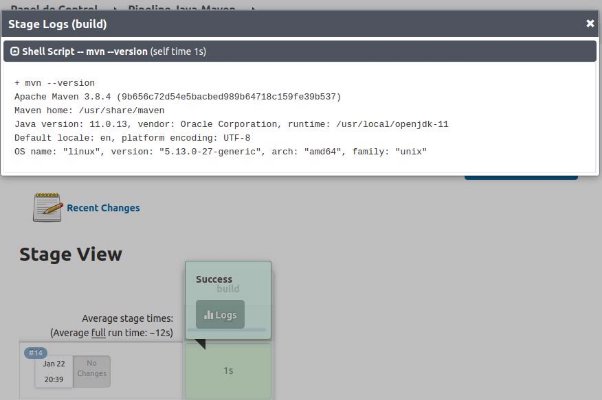 Panel de Control
Pipeline-Java-Maven
Stage Logs (build)
Shell Script -- mvn --version (self time 1s)
+ mvn --version
Apache Maven 3.8.4 (9b656c72d54e5bacbed989b64718c159fe39b537)
Maven home: /usr/share/maven
Java version: 11.0.13, vendor: Oracle Corporation, runtime: /usr/local/openjdk-11
Default locale: en, platform encoding: UTF-8
OS name: "linux", version: "5.13.0-27-generic", arch: "amd64", family: "unix"
Recent Changes
Stage View
Success
build
Logs
Average stage times:
(Average full run time: ~12s)
#14
Jan 22
20:39
No
Changes
1s